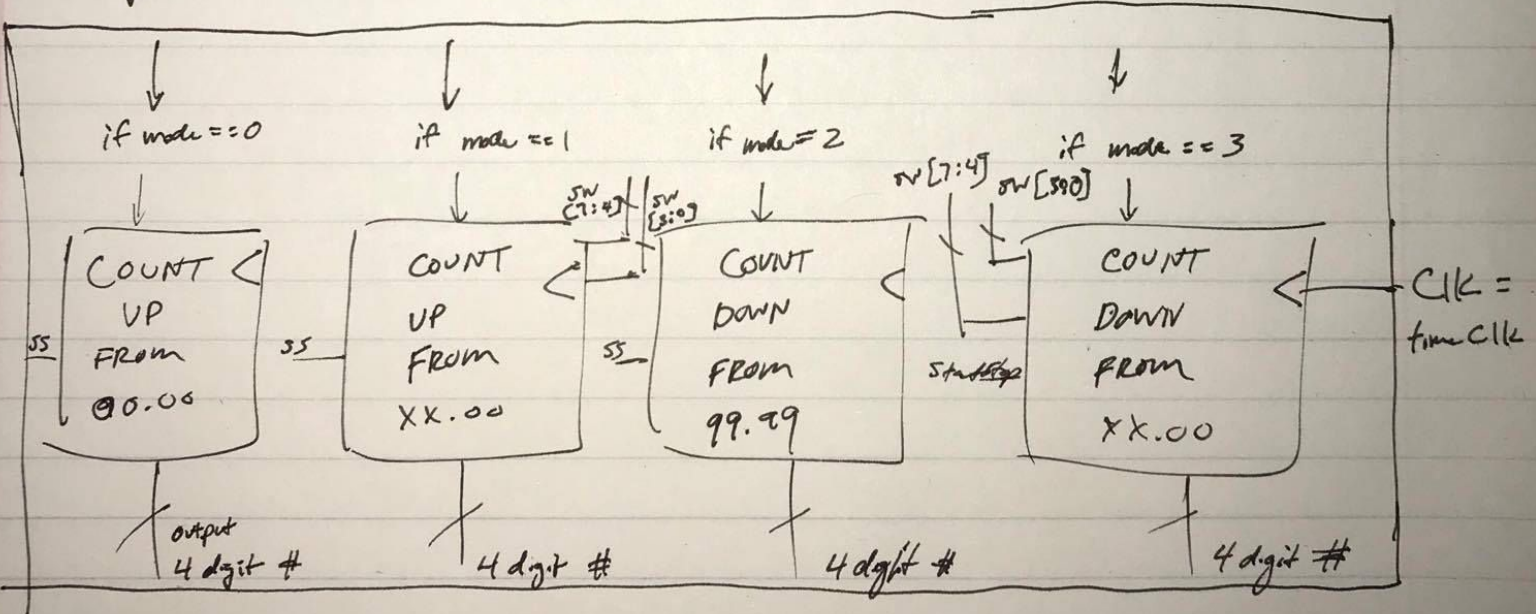 if mode ==0
if mode ==1
if mode = 2
if mode == 3
SW
[7:4]
SW
[3:0]
SW[7:4]
SW[3:0]
COUNT
UP
FROM
00.00
SS
COUNT
UP
FROM
XX.00
SS
COUNT
DOWN
FROM
99.99
SS
COUNT
DOWN
FROM
XX.00
StartStop
Clk =
timeClk
output
4 digit #
4 digit #
4 digit #
4 digit #